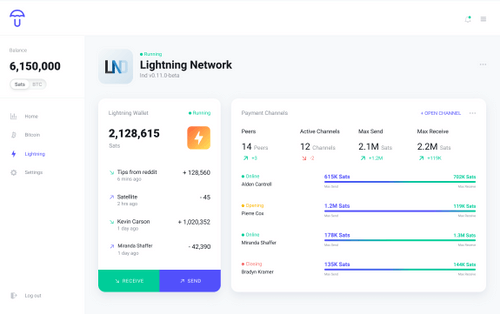 Balance
6,150,000
Sats
BTC
Home
Bitcoin
Lightning
Settings
Log out
LND
Running
Lightning Network
lnd v0.11.0-beta
Lightning Wallet
Running
2,128,615
Sats
Tips from reddit
+ 128,560
6 mins ago
Satellite
- 45
2 hrs ago
Kevin Carson
+ 1,020,352
1 day ago
Miranda Shaffer
- 42,390
1 day ago
RECEIVE
SEND
Payment Channels
+ OPEN CHANNEL
Peers
Active Channels
Max Send
Max Receive
14 Peers
12 Channels
2.1M Sats
2.2M Sats
+1.2M
+119K
Online
615K Sats
702K Sats
Alden Cantrell
Max Send
Max Receive
Opening
1.2M Sats
119K Sats
Pierre Cox
Max Send
Max Receive
Online
178K Sats
1.3M Sats
Miranda Shaffer
Max Send
Max Receive
Closing
135K Sats
144K Sats
Bradyn Kramer
Max Send
Max Receive